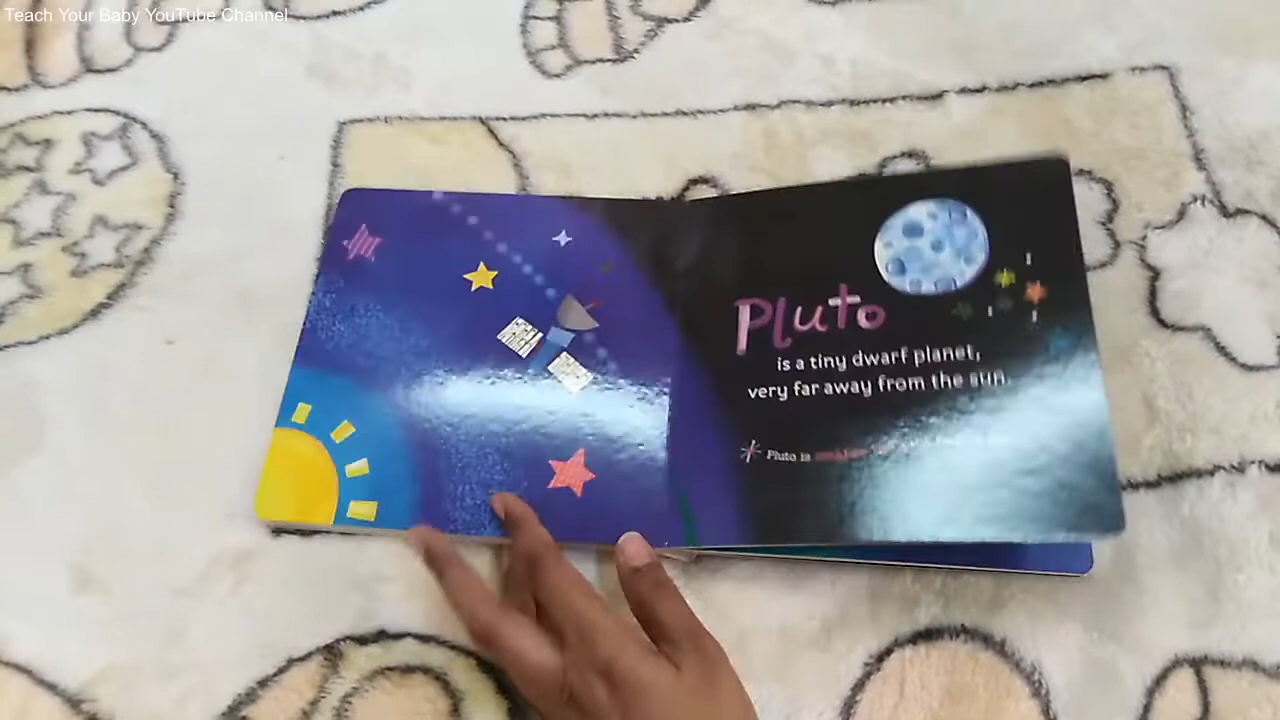 Teach Your Baby YouTube Channel
Pluto
is a tiny dwarf planet,
very far away from the sun.
Pluto is